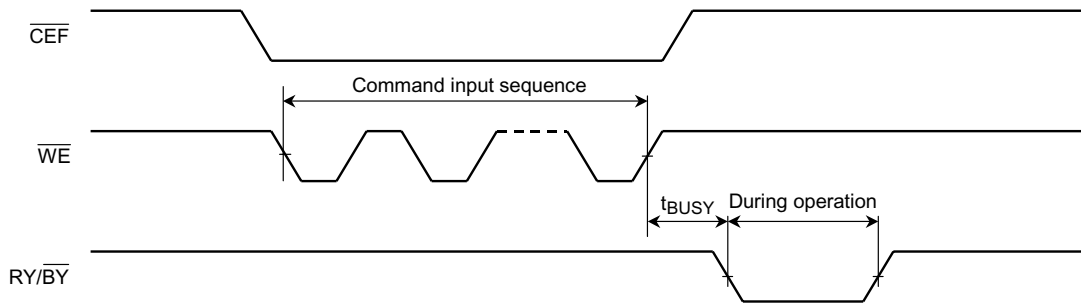 CEF
Command input sequence
WE
tBUSY
During operation
RY/BY